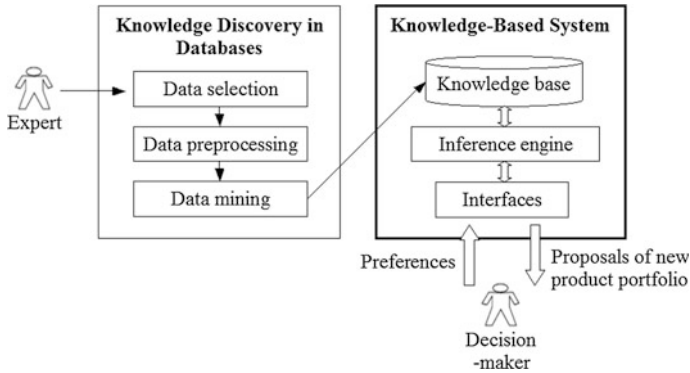 Knowledge Discovery in
Databases
Expert
Data selection
Data preprocessing
Data mining
Knowledge-Based System
Knowledge base
Inference engine
Interfaces
Preferences
Proposals of new
product portfolio
Decision
-maker